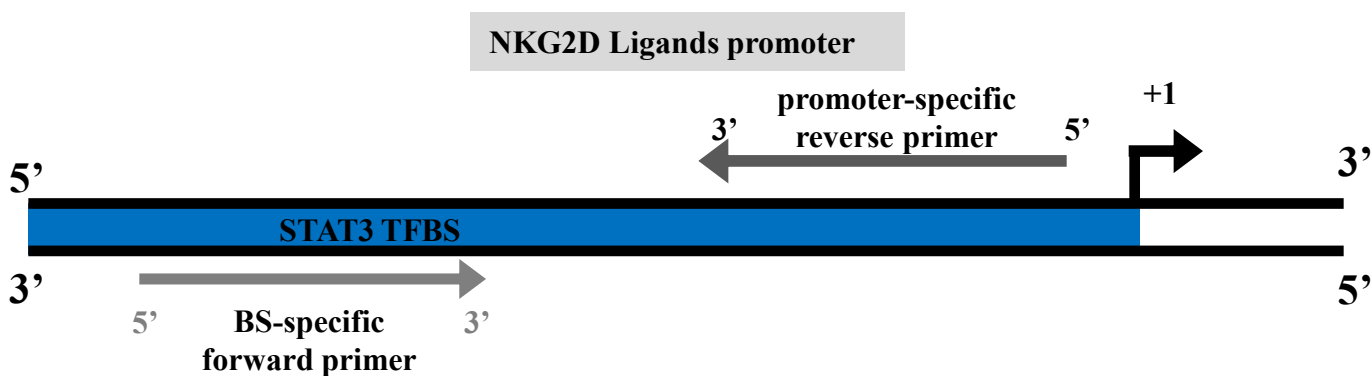 NKG2D Ligands promoter
promoter-specific
reverse primer
+1
3’
5’
5’
3’
STAT3 TFBS
3’
5’
5’
3’
BS-specific
forward primer